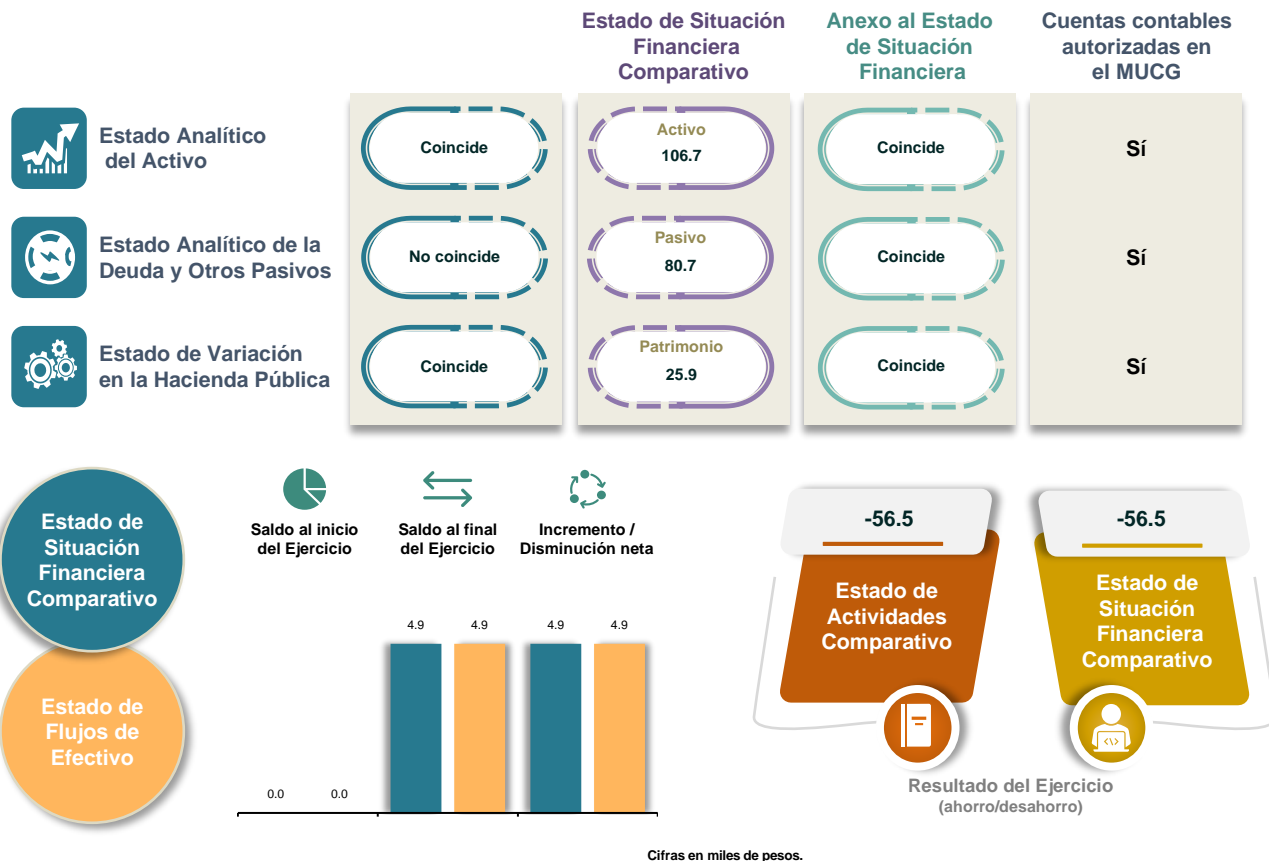 Estado de Situación
Financiera
Comparativo
Anexo al Estado
de Situación
Financiera
Cuentas contables
autorizadas en
el MUCG
Estado Analítico
del Activo
Coincide
Activo
106.7
Coincide
Sí
Estado Analítico de la
Deuda y Otros Pasivos
No coincide
Pasivo
80.7
Coincide
Sí
Estado de Variación
en la Hacienda Pública
Coincide
Patrimonio
25.9
Coincide
Sí
Estado de
Situación
Financiera
Comparativo
Estado de
Flujos de
Efectivo
Saldo al inicio
del Ejercicio
Saldo al final
del Ejercicio
Incremento /
Disminución neta
0.0
0.0
4.9
4.9
4.9
4.9
-56.5
Estado de
Actividades
Comparativo
-56.5
Estado de
Situación
Financiera
Comparativo
Resultado del Ejercicio
(ahorro/desahorro)
Cifras en miles de pesos.